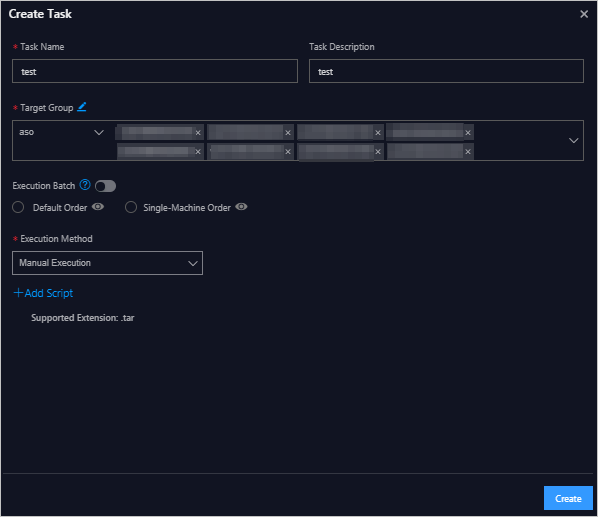 Create Task
* Task Name
Task Description
test
test
* Target Group
aso
Execution Batch
Default Order
Single-Machine Order
* Execution Method
Manual Execution
+Add Script
Supported Extension: .tar
Create